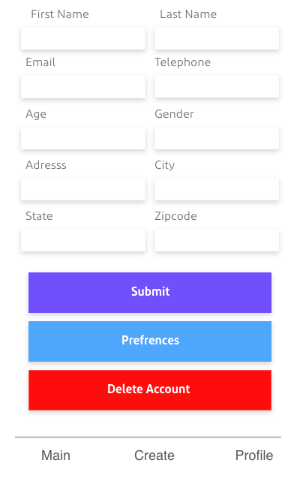 First Name Last Name
Email Telephone
Age Gender
Adresss City
State Zipcode
Submit
Prefrences
Delete Account
Main Create Profile